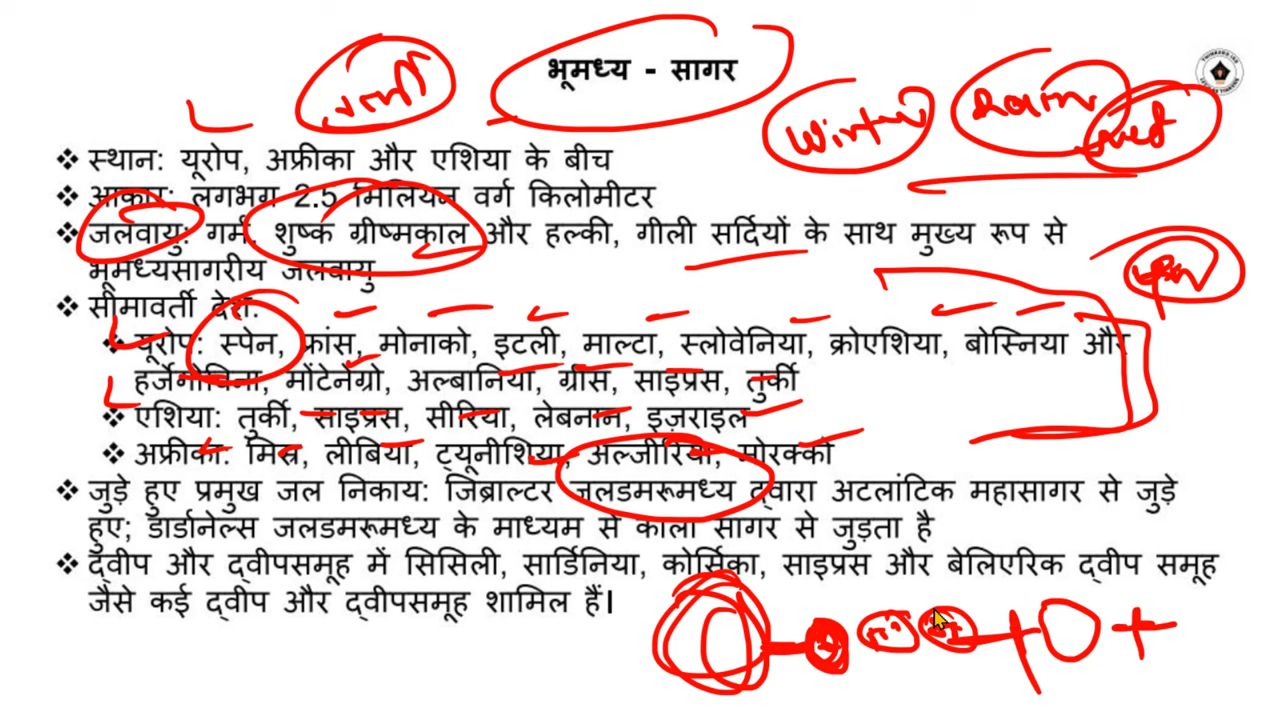 भूमध्य - सागर
Winter
Rain
❖ स्थान: यूरोप, अफ्रीका और एशिया के बीच
❖ आकार: लगभग 2.5 मिलियन वर्ग किलोमीटर
❖ जलवायु: गर्म, शुष्क ग्रीष्मकाल और हल्की, गीली सर्दियों के साथ मुख्य रूप से
भूमध्यसागरीय जलवायु
❖ सीमावर्ती देश:
❖ यूरोप: स्पेन, फ्रांस, मोनाको, इटली, माल्टा, स्लोवेनिया, क्रोएशिया, बोस्निया और
हर्जेगोविना, मोंटेनेग्रो, अल्बानिया, ग्रीस, साइप्रस, तुर्की
❖ एशिया: तुर्की, साइप्रस, सीरिया, लेबनान, इज़राइल
❖ अफ्रीका: मिस्र, लीबिया, ट्यूनीशिया, अल्जीरिया, मोरक्को
❖ जुड़े हुए प्रमुख जल निकाय: जिब्राल्टर जलडमरूमध्य द्वारा अटलांटिक महासागर से जुड़े
हुए; डार्डानेल्स जलडमरूमध्य के माध्यम से काला सागर से जुड़ता है
❖ द्वीप और द्वीपसमूह में सिसिली, सार्डिनिया, कोर्सिका, साइप्रस और बेलिएरिक द्वीप समूह
जैसे कई द्वीप और द्वीपसमूह शामिल हैं।